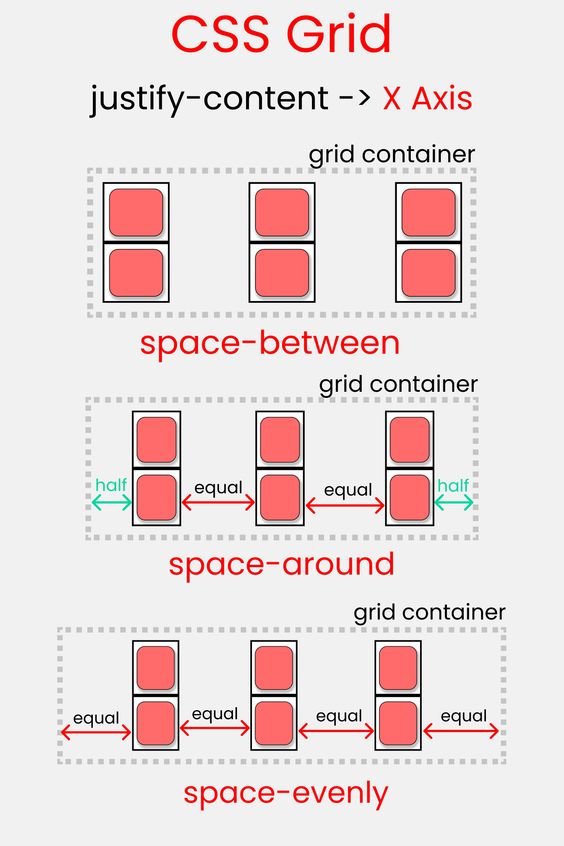 CSS Grid
justify-content -> X Axis
grid container
space-between
grid container
half equal equal half
space-around
grid container
equal equal equal equal
space-evenly